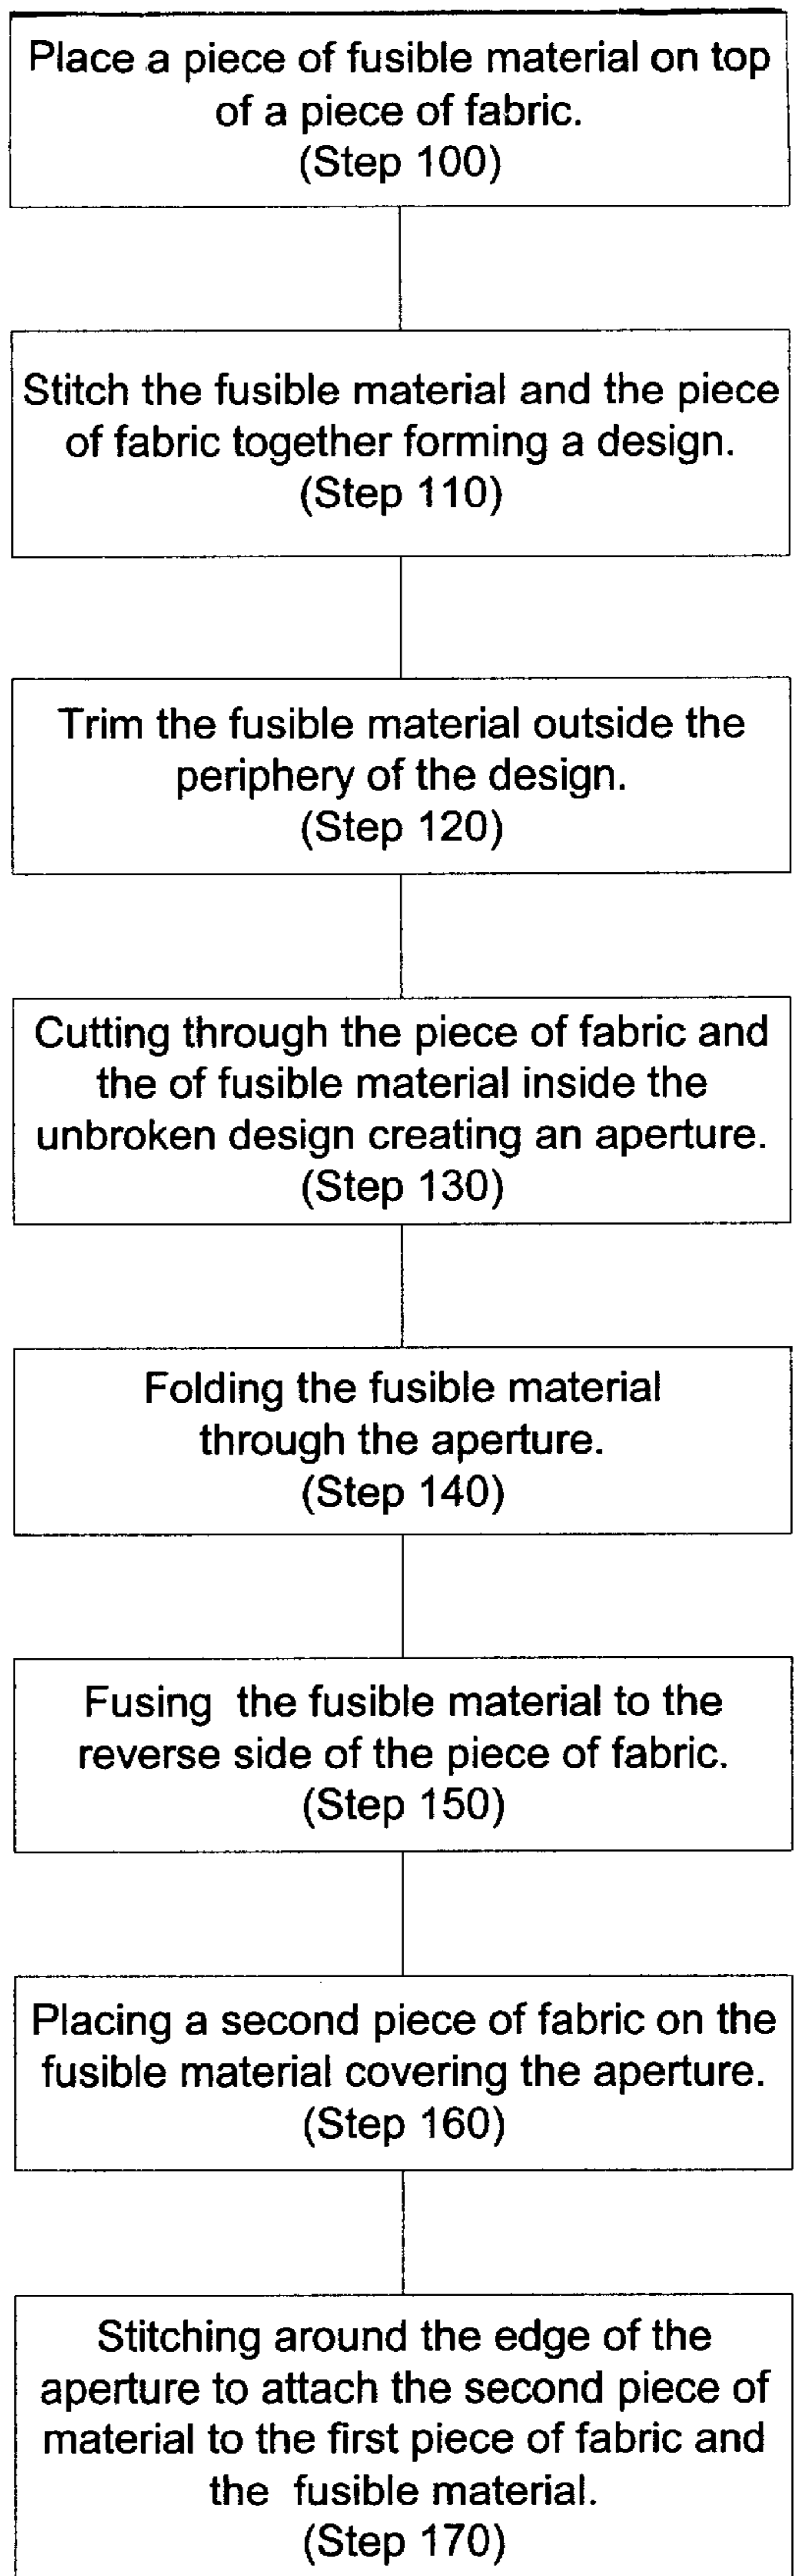 Place a piece of fusible material on top
of a piece of fabric.
(Step 100)
Stitch the fusible material and the piece
of fabric together forming a design.
(Step 110)
Trim the fusible material outside the
periphery of the design.
(Step 120)
Cutting through the piece of fabric and
the of fusible material inside the
unbroken design creating an aperture.
(Step 130)
Folding the fusible material
through the aperture.
(Step 140)
Fusing the fusible material to the
reverse side of the piece of fabric.
(Step 150)
Placing a second piece of fabric on the
fusible material covering the aperture.
(Step 160)
Stitching around the edge of the
aperture to attach the second piece of
material to the first piece of fabric and
the fusible material.
(Step 170)